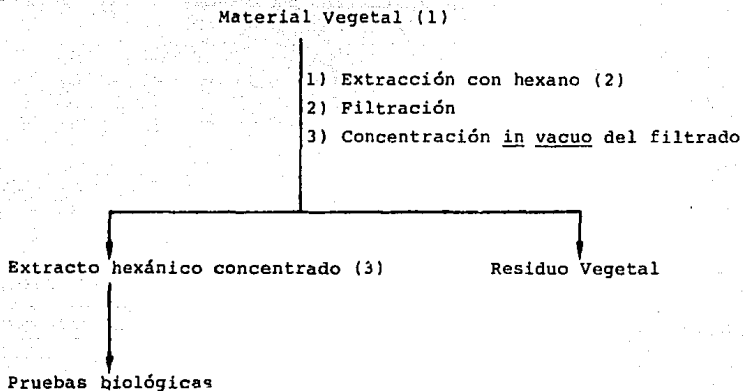 Material Vegetal (1)
1) Extracción con hexano (2)
2) Filtración
3) Concentración in vacuo del filtrado
Extracto hexánico concentrado (3)
Residuo Vegetal
Pruebas biológicas